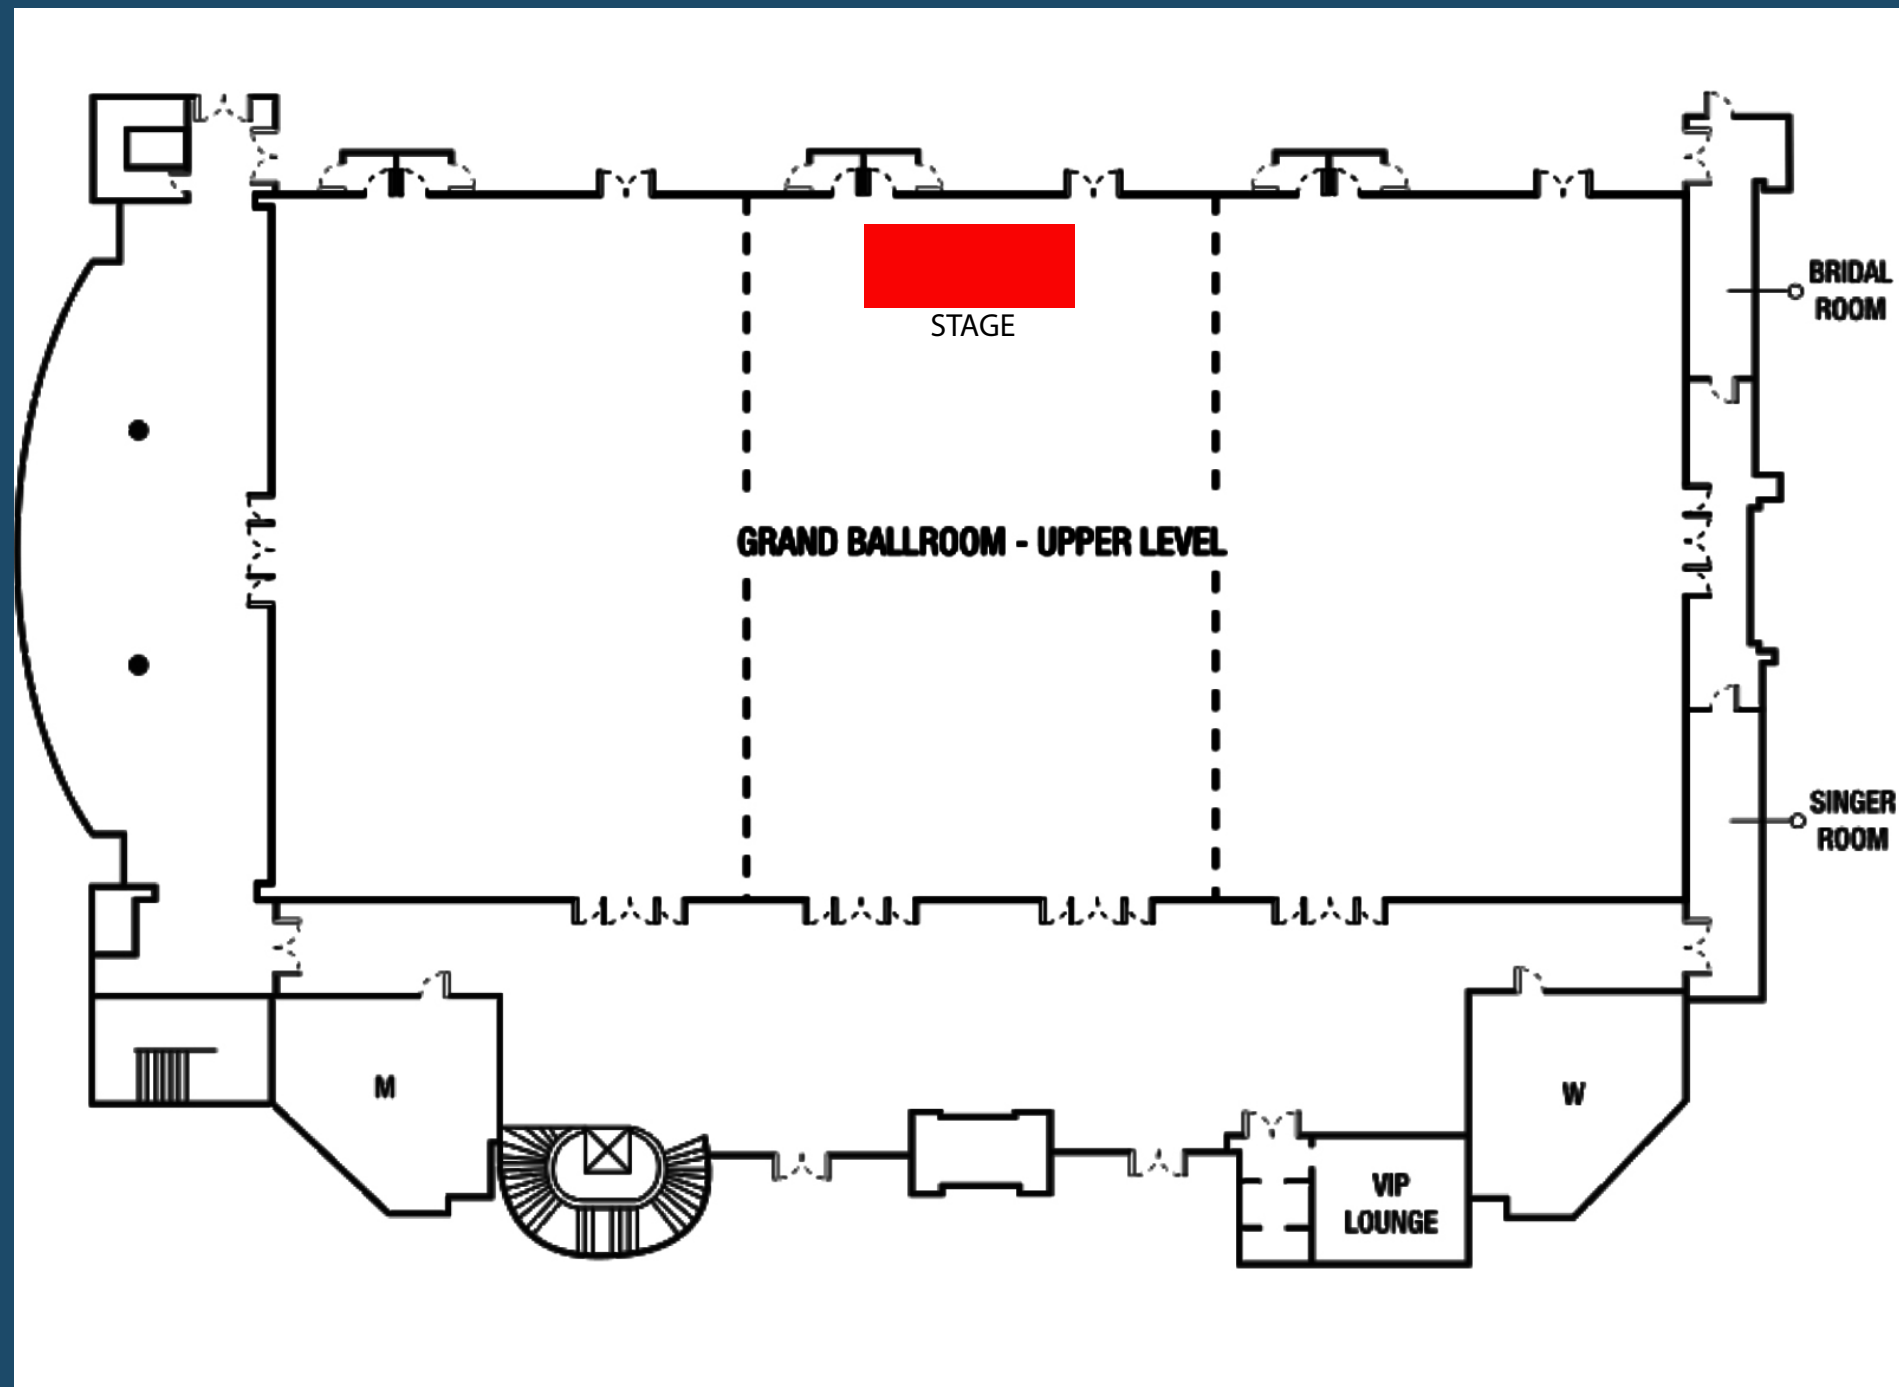 BRIDAL
ROOM
STAGE
GRAND BALLROOM - UPPER LEVEL
SINGER
ROOM
M
W
VIP
LOUNGE